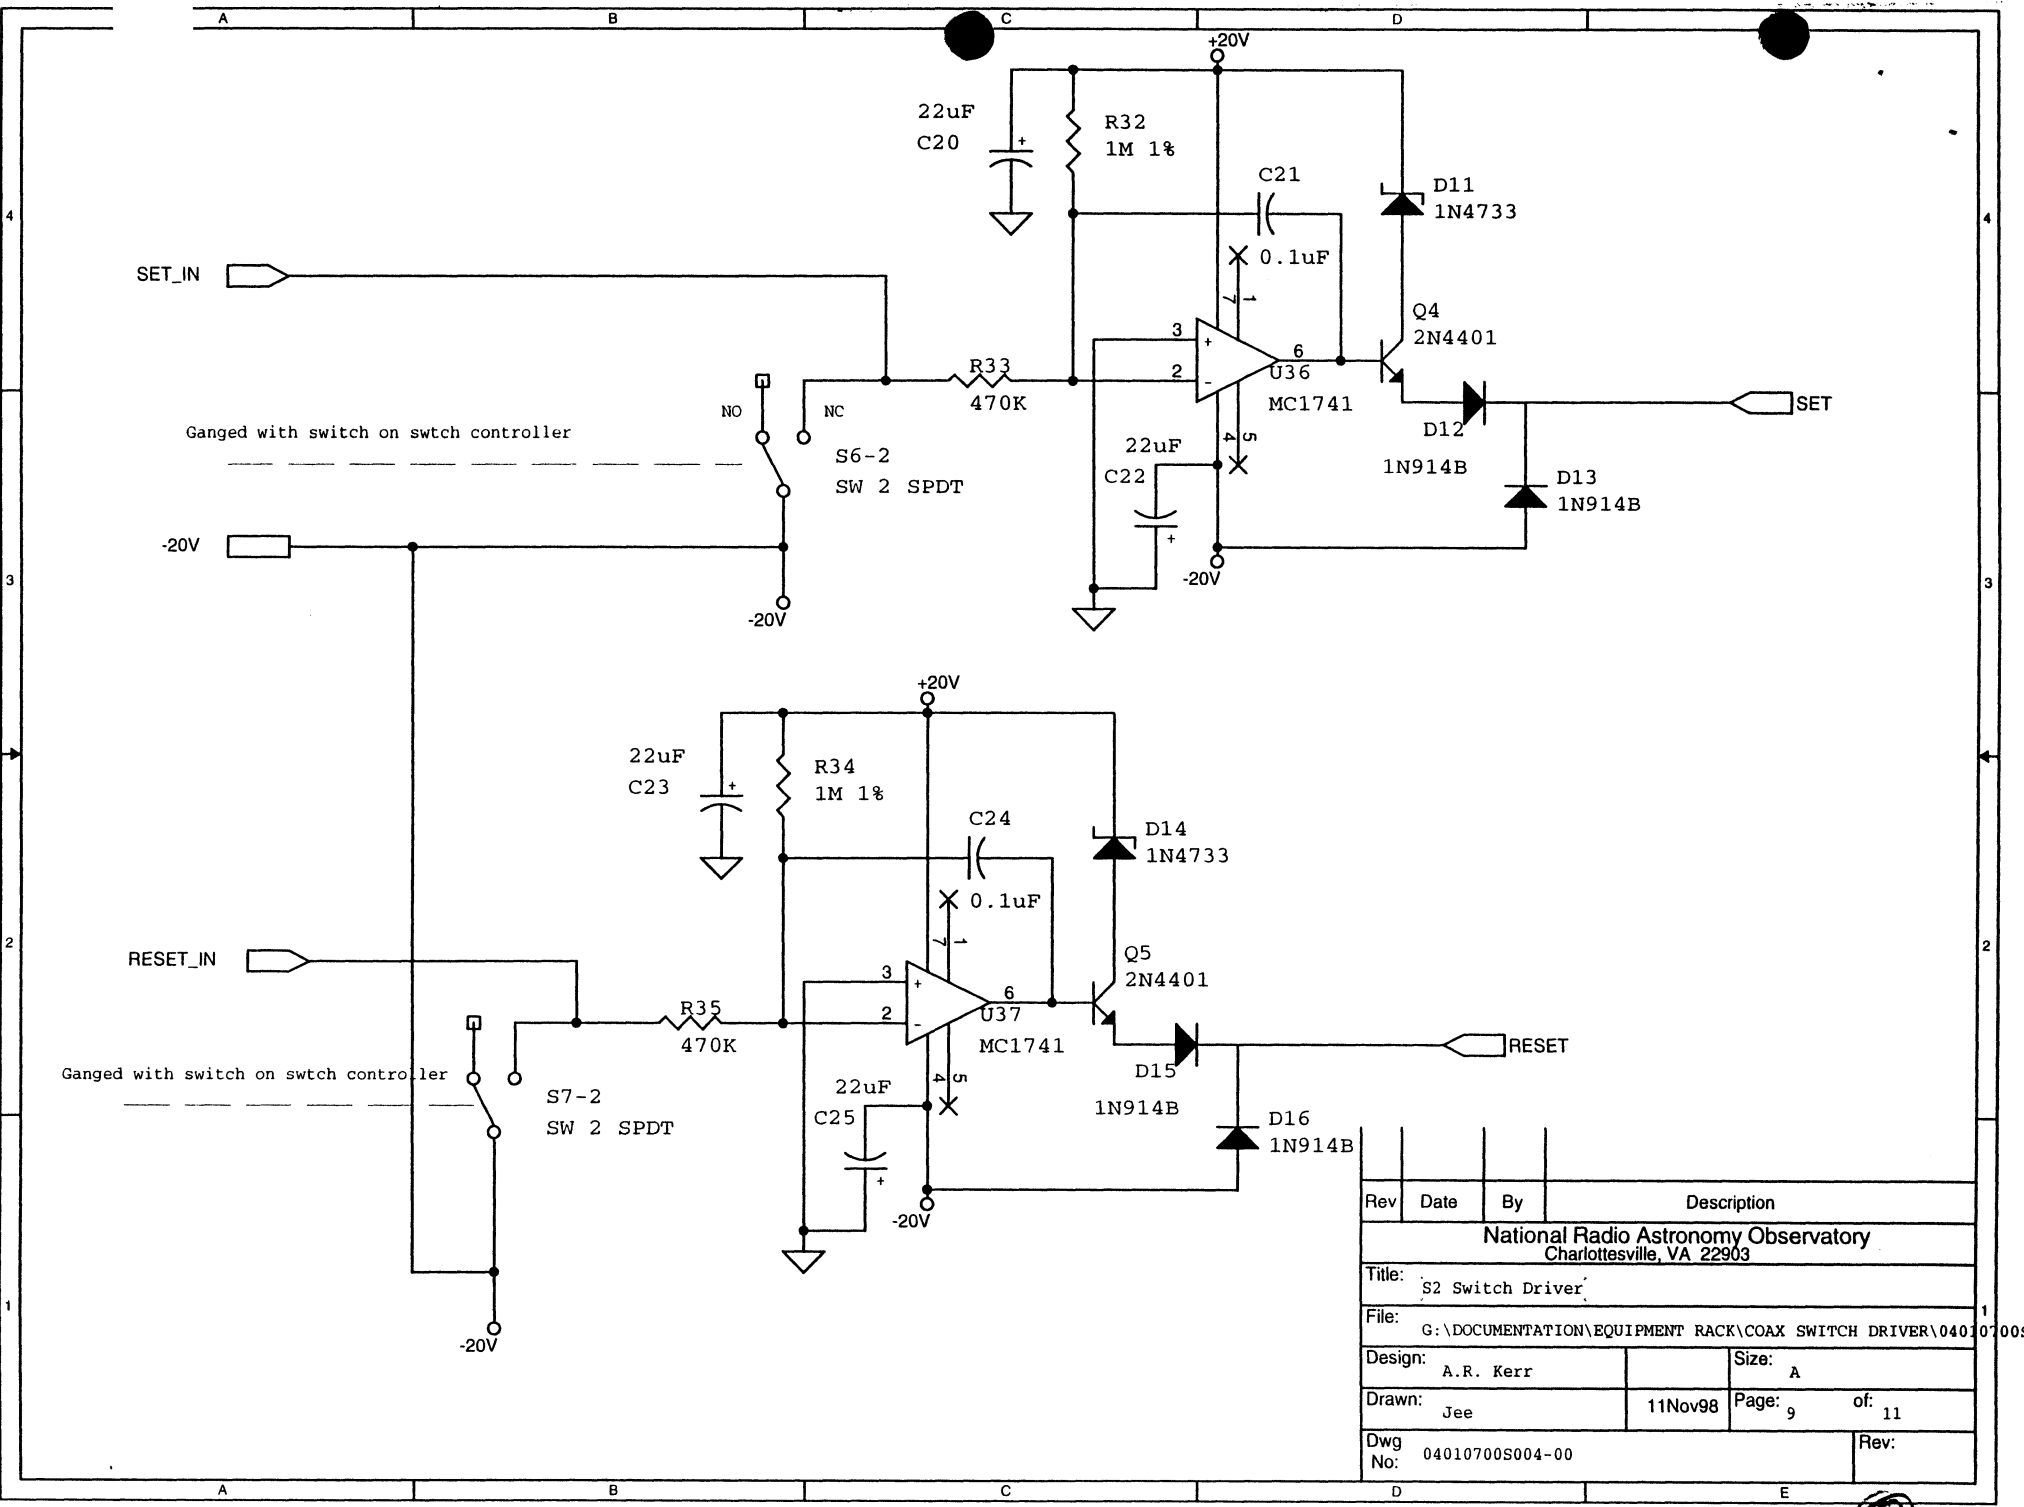 A B C D
+20V
22uF
C20
+
R32
1M 1%
C21
0.1uF
D11
1N4733
4 4
SET_IN
7 1
Q4
2N4401
3
+
6
2
-
U36
MC1741
R33
470K
NO NC
SET
D12
1N914B
Ganged with switch on swtch controller
S6-2
SW 2 SPDT
22uF
C22
+
4 5
D13
1N914B
-20V
-20V
-20V
3 3
+20V
22uF
C23
+
R34
1M 1%
C24
0.1uF
D14
1N4733
2 2
RESET_IN
7 1
Q5
2N4401
3
+
6
2
-
U37
MC1741
R35
470K
RESET
D15
1N914B
Ganged with switch on swtch controller
S7-2
SW 2 SPDT
22uF
C25
+
4 5
D16
1N914B
-20V
-20V
1 1
Rev Date By Description
National Radio Astronomy Observatory
Charlottesville, VA 22903
Title: S2 Switch Driver
File: G:\DOCUMENTATION\EQUIPMENT RACK\COAX SWITCH DRIVER\04010700S
Design: A.R. Kerr Size: A
Drawn: Jee 11Nov98 Page: 9 of: 11
Dwg No: 04010700S004-00 Rev:
A B C D E